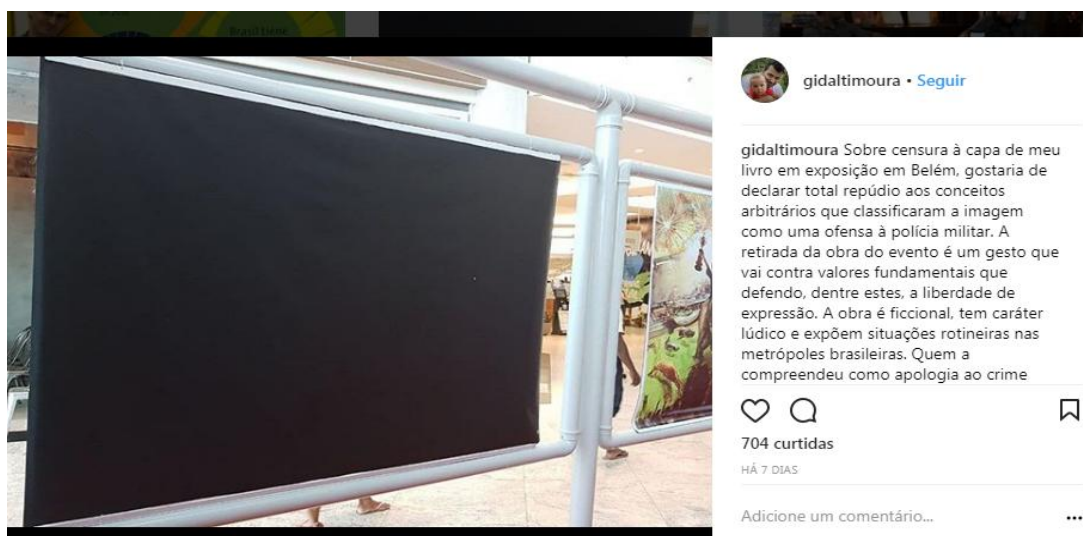 Brasil tiene
gidaltimoura • Seguir
gidaltimoura Sobre censura à capa de meu
livro em exposição em Belém, gostaria de
declarar total repúdio aos conceitos
arbitrários que classificaram a imagem
como uma ofensa à polícia militar. A
retirada da obra do evento é um gesto que
vai contra valores fundamentais que
defendo, dentre estes, a liberdade de
expressão. A obra é ficcional, tem caráter
lúdico e expõem situações rotineiras nas
metrópoles brasileiras. Quem a
compreendeu como apologia ao crime
704 curtidas
HÁ 7 DIAS
Adicione um comentário...